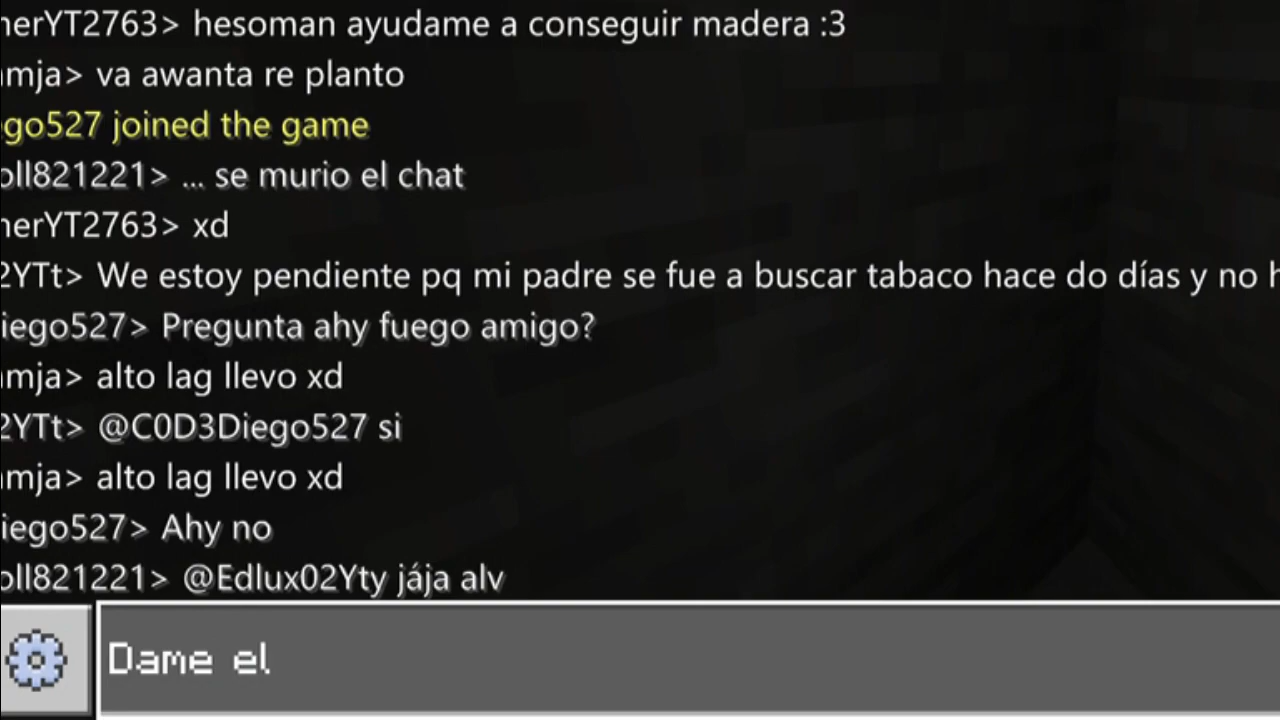 nerYT2763> hesoman ayudame a conseguir madera :3
mja> va awanta re planto
go527 joined the game
oll821221> ... se murio el chat
nerYT2763> xd
2YTt> We estoy pendiente pq mi padre se fue a buscar tabaco hace do días y no h
iego527> Pregunta ahy fuego amigo?
mja> alto lag llevo xd
2YTt> @C0D3Diego527 si
mja> alto lag llevo xd
iego527> Ahy no
oll821221> @Edlux02Yty jája alv
Dame el